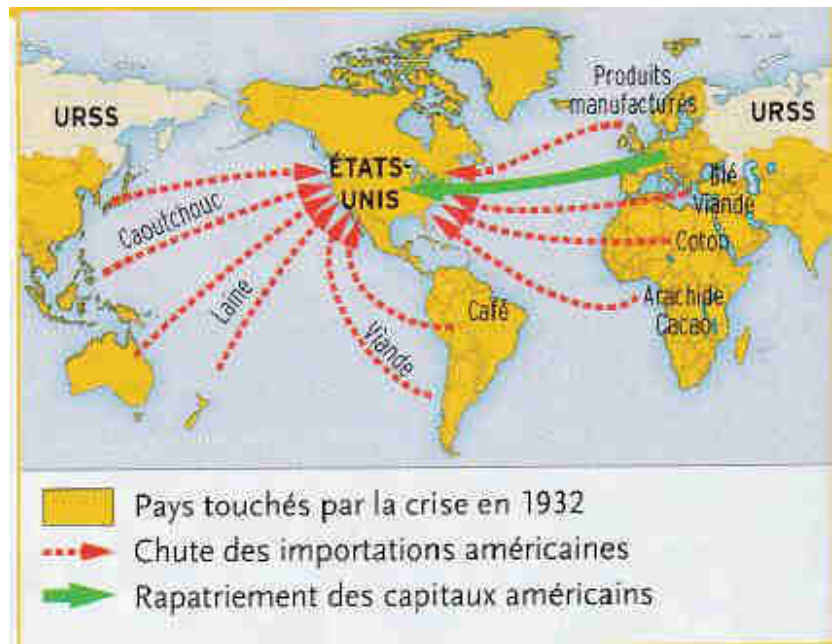 Produits
manufacturés
URSS
URSS
ÉTATS-
UNIS
Blé
Viande
Caoutchouc
Coton
Laine
Viande
Café
Arachide
Cacao
Pays touchés par la crise en 1932
Chute des importations américaines
Rapatriement des capitaux américains